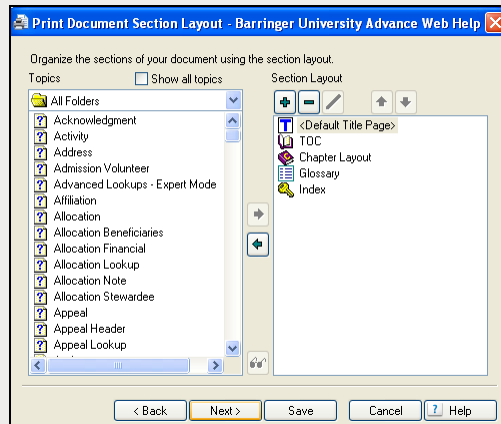 Print Document Section Layout - Barringer University Advance Web Help
Organize the sections of your document using the section layout.
Topics
Show all topics
Section Layout
All Folders
Acknowledgment
Activity
Address
Admission Volunteer
Advanced Lookups - Expert Mode
Affiliation
Allocation
Allocation Beneficiaries
Allocation Financial
Allocation Lookup
Allocation Note
Allocation Stewardee
Appeal
Appeal Header
Appeal Lookup
<Default Title Page>
TOC
Chapter Layout
Glossary
Index
< Back
Next >
Save
Cancel
Help